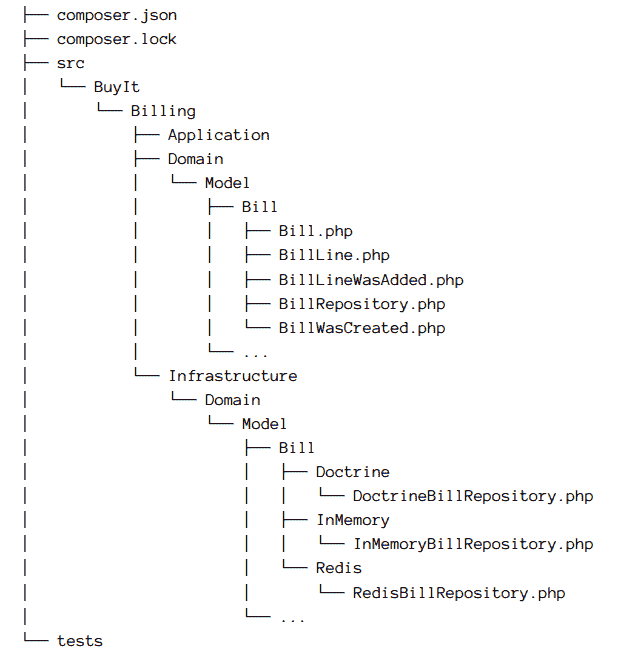 ├── composer.json
├── composer.lock
├── src
│   └── BuyIt
│       └── Billing
│           ├── Application
│           ├── Domain
│           │   └── Model
│           │       ├── Bill
│           │       │   ├── Bill.php
│           │       │   ├── BillLine.php
│           │       │   ├── BillLineWasAdded.php
│           │       │   ├── BillRepository.php
│           │       │   └── BillWasCreated.php
│           │       └── ...
│           └── Infrastructure
│               └── Domain
│                   └── Model
│                       ├── Bill
│                       │   ├── Doctrine
│                       │   │   └── DoctrineBillRepository.php
│                       │   ├── InMemory
│                       │   │   └── InMemoryBillRepository.php
│                       │   └── Redis
│                       │       └── RedisBillRepository.php
│                       └── ...
└── tests